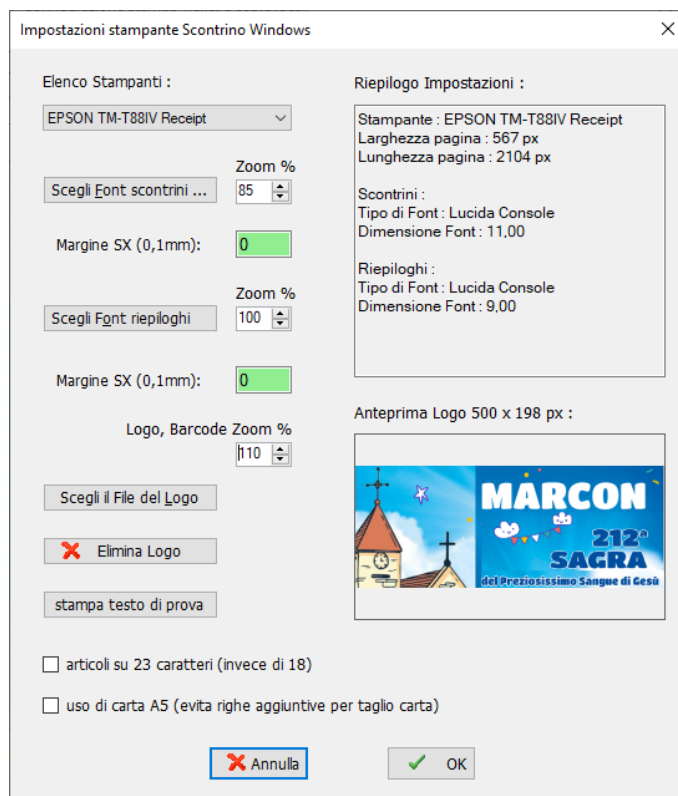 Impostazioni stampante Scontrino Windows
Elenco Stampanti :
EPSON TM-T88IV Receipt
Zoom %
Scegli Font scontrini ...
85
Margine SX (0,1mm):
0
Zoom %
Scegli Font riepiloghi
100
Margine SX (0,1mm):
0
Logo, Barcode Zoom %
110
Scegli il File del Logo
Elimina Logo
stampa testo di prova
Riepilogo Impostazioni :
Stampante : EPSON TM-T88IV Receipt
Larghezza pagina : 567 px
Lunghezza pagina : 2104 px
Scontrini :
Tipo di Font : Lucida Console
Dimensione Font : 11,00
Riepiloghi :
Tipo di Font : Lucida Console
Dimensione Font : 9,00
Anteprima Logo 500 x 198 px :
MARCON
212ª
SAGRA
del Preziosissimo Sangue di Gesù
articoli su 23 caratteri (invece di 18)
uso di carta A5 (evita righe aggiuntive per taglio carta)
Annulla
OK